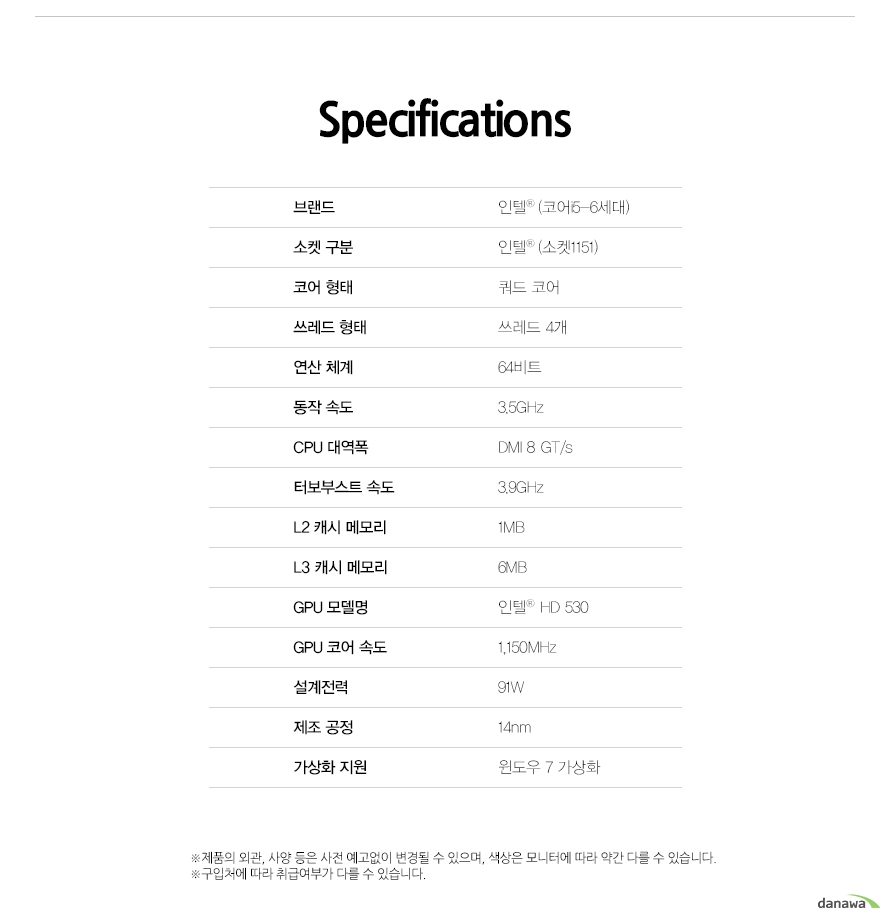 Specifications
브랜드 인텔® (코어i5-6세대)
소켓 구분 인텔® (소켓1151)
코어 형태 쿼드 코어
쓰레드 형태 쓰레드 4개
연산 체계 64비트
동작 속도 3.5GHz
CPU 대역폭 DMI 8 GT/s
터보부스트 속도 3.9GHz
L2 캐시 메모리 1MB
L3 캐시 메모리 6MB
GPU 모델명 인텔® HD 530
GPU 코어 속도 1,150MHz
설계전력 91W
제조 공정 14nm
가상화 지원 윈도우 7 가상화
※제품의 외관, 사양 등은 사전 예고없이 변경될 수 있으며, 색상은 모니터에 따라 약간 다를 수 있습니다.
※구입처에 따라 취급여부가 다를 수 있습니다.
danawa